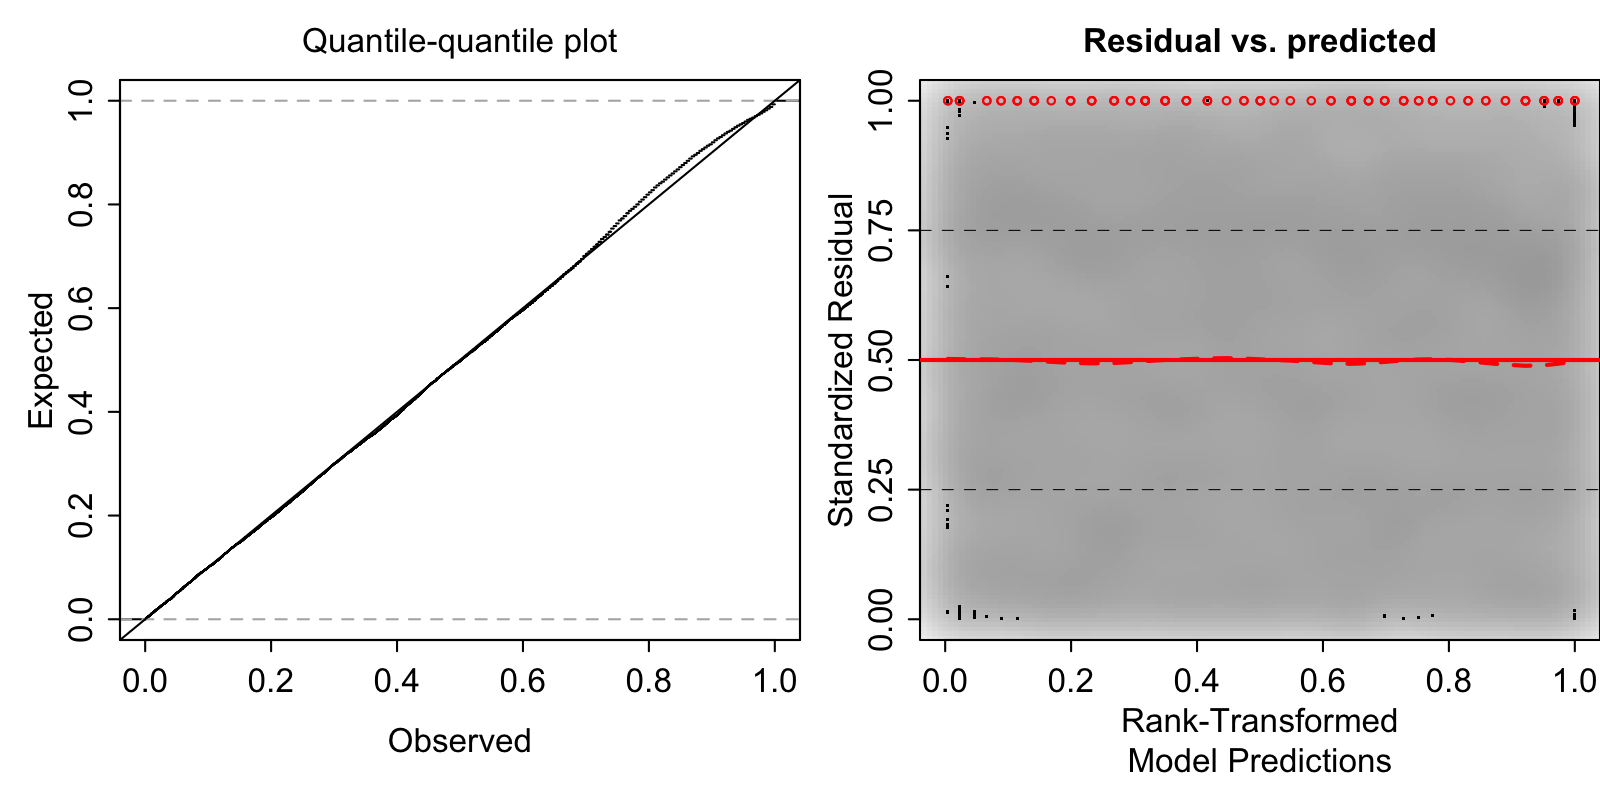 Quantile-quantile plot
Expected
0.0 0.2 0.4 0.6 0.8 1.0
0.0 0.2 0.4 0.6 0.8 1.0
Observed
Residual vs. predicted
Standardized Residual
0.00 0.25 0.50 0.75 1.00
0.0 0.2 0.4 0.6 0.8 1.0
Rank-Transformed
Model Predictions